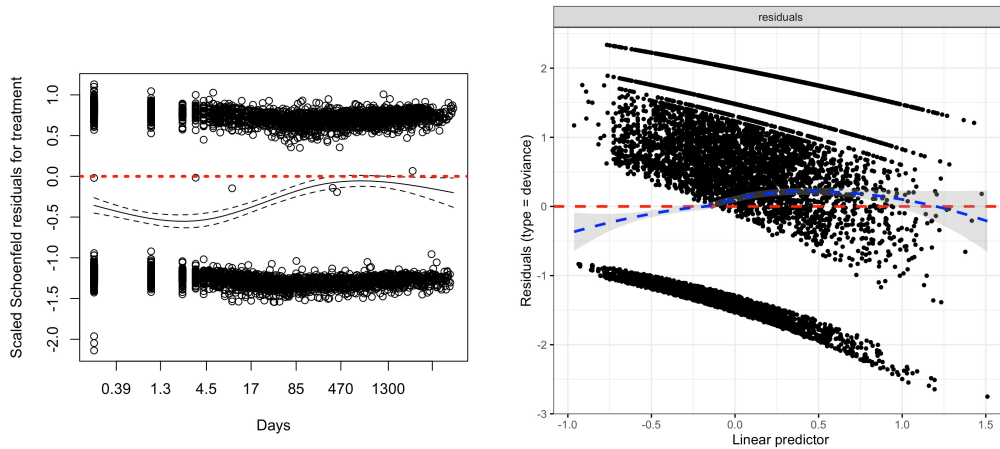 Scaled Schoenfeld residuals for treatment
1.0
0.5
0.0
-0.5
-1.0
-1.5
-2.0
0.39 1.3 4.5 17 85 470 1300
Days
residuals
Residuals (type = deviance)
2
1
0
-1
-2
-3
-1.0 -0.5 0.0 0.5 1.0 1.5
Linear predictor